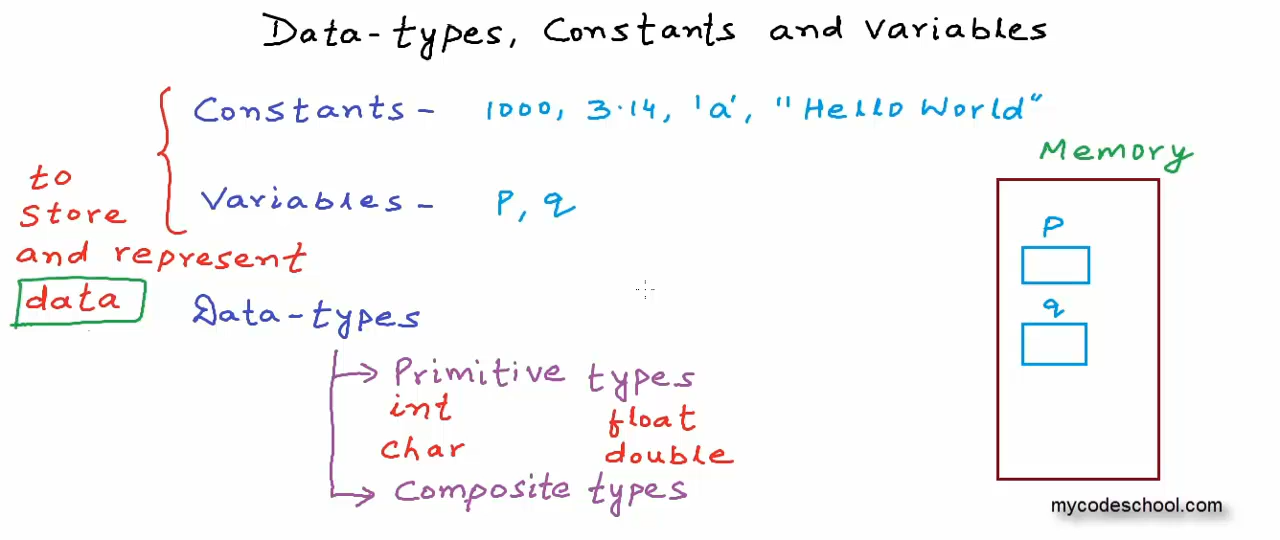 Data-types, Constants and Variables
Constants - 1000, 3.14, 'a', "Hello World"
Memory
to
store
and represent
data
Variables - P, q
P
q
Data-types
Primitive types
int float
char double
Composite types
mycodeschool.com